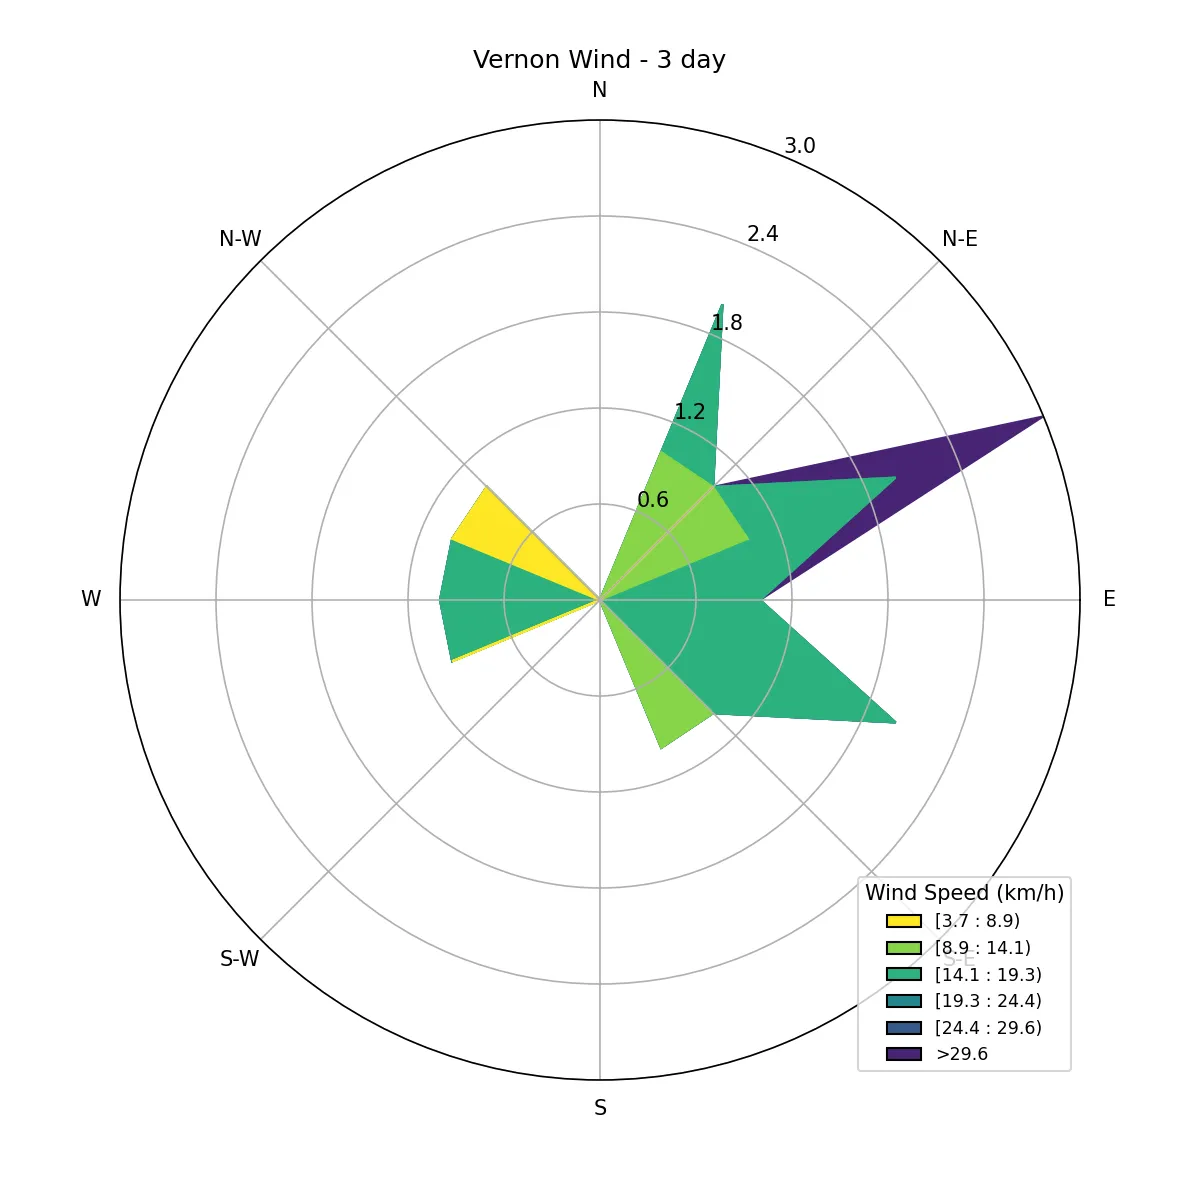 Vernon Wind - 3 day
N
3.0
2.4
N-W
N-E
1.8
1.2
0.6
W
E
S-W
S-E
Wind Speed (km/h)
[3.7 : 8.9)
[8.9 : 14.1)
[14.1 : 19.3)
[19.3 : 24.4)
[24.4 : 29.6)
>29.6
S